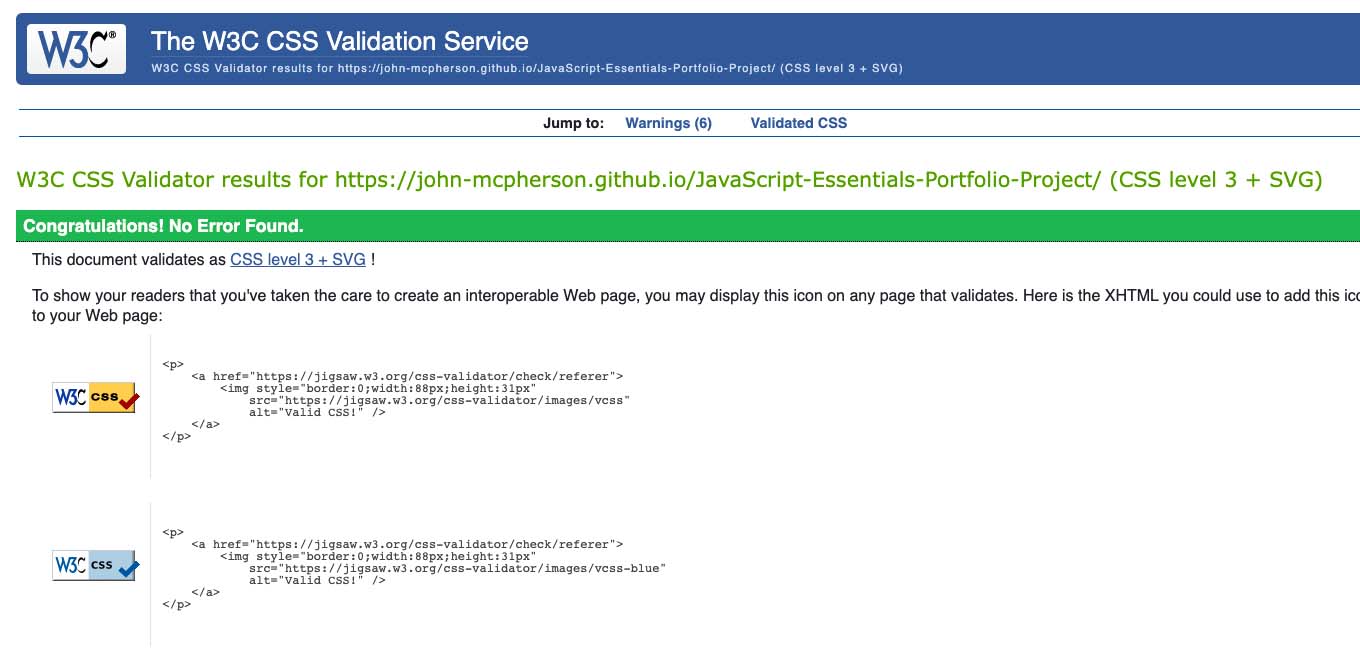 W3C®
The W3C CSS Validation Service
W3C CSS Validator results for https://john-mcpherson.github.io/JavaScript-Essentials-Portfolio-Project/ (CSS level 3 + SVG)
Jump to: Warnings (6) Validated CSS
W3C CSS Validator results for https://john-mcpherson.github.io/JavaScript-Essentials-Portfolio-Project/ (CSS level 3 + SVG)
Congratulations! No Error Found.
This document validates as CSS level 3 + SVG !
To show your readers that you've taken the care to create an interoperable Web page, you may display this icon on any page that validates. Here is the XHTML you could use to add this
to your Web page:
W3C css
<p>
    <a href="https://jigsaw.w3.org/css-validator/check/referer">
        <img style="border:0;width:88px;height:31px"
            src="https://jigsaw.w3.org/css-validator/images/vcss"
            alt="Valid CSS!" />
    </a>
</p>
W3C css
<p>
    <a href="https://jigsaw.w3.org/css-validator/check/referer">
        <img style="border:0;width:88px;height:31px"
            src="https://jigsaw.w3.org/css-validator/images/vcss-blue"
            alt="Valid CSS!" />
    </a>
</p>